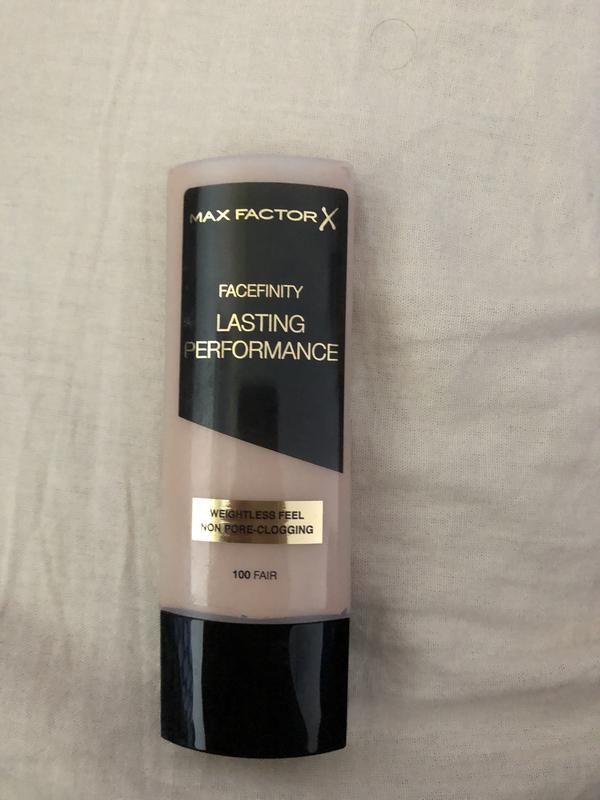 MAX FACTOR X
FACEFINITY
LASTING
PERFORMANCE
WEIGHTLESS FEEL
NON PORE-CLOGGING
100 FAIR